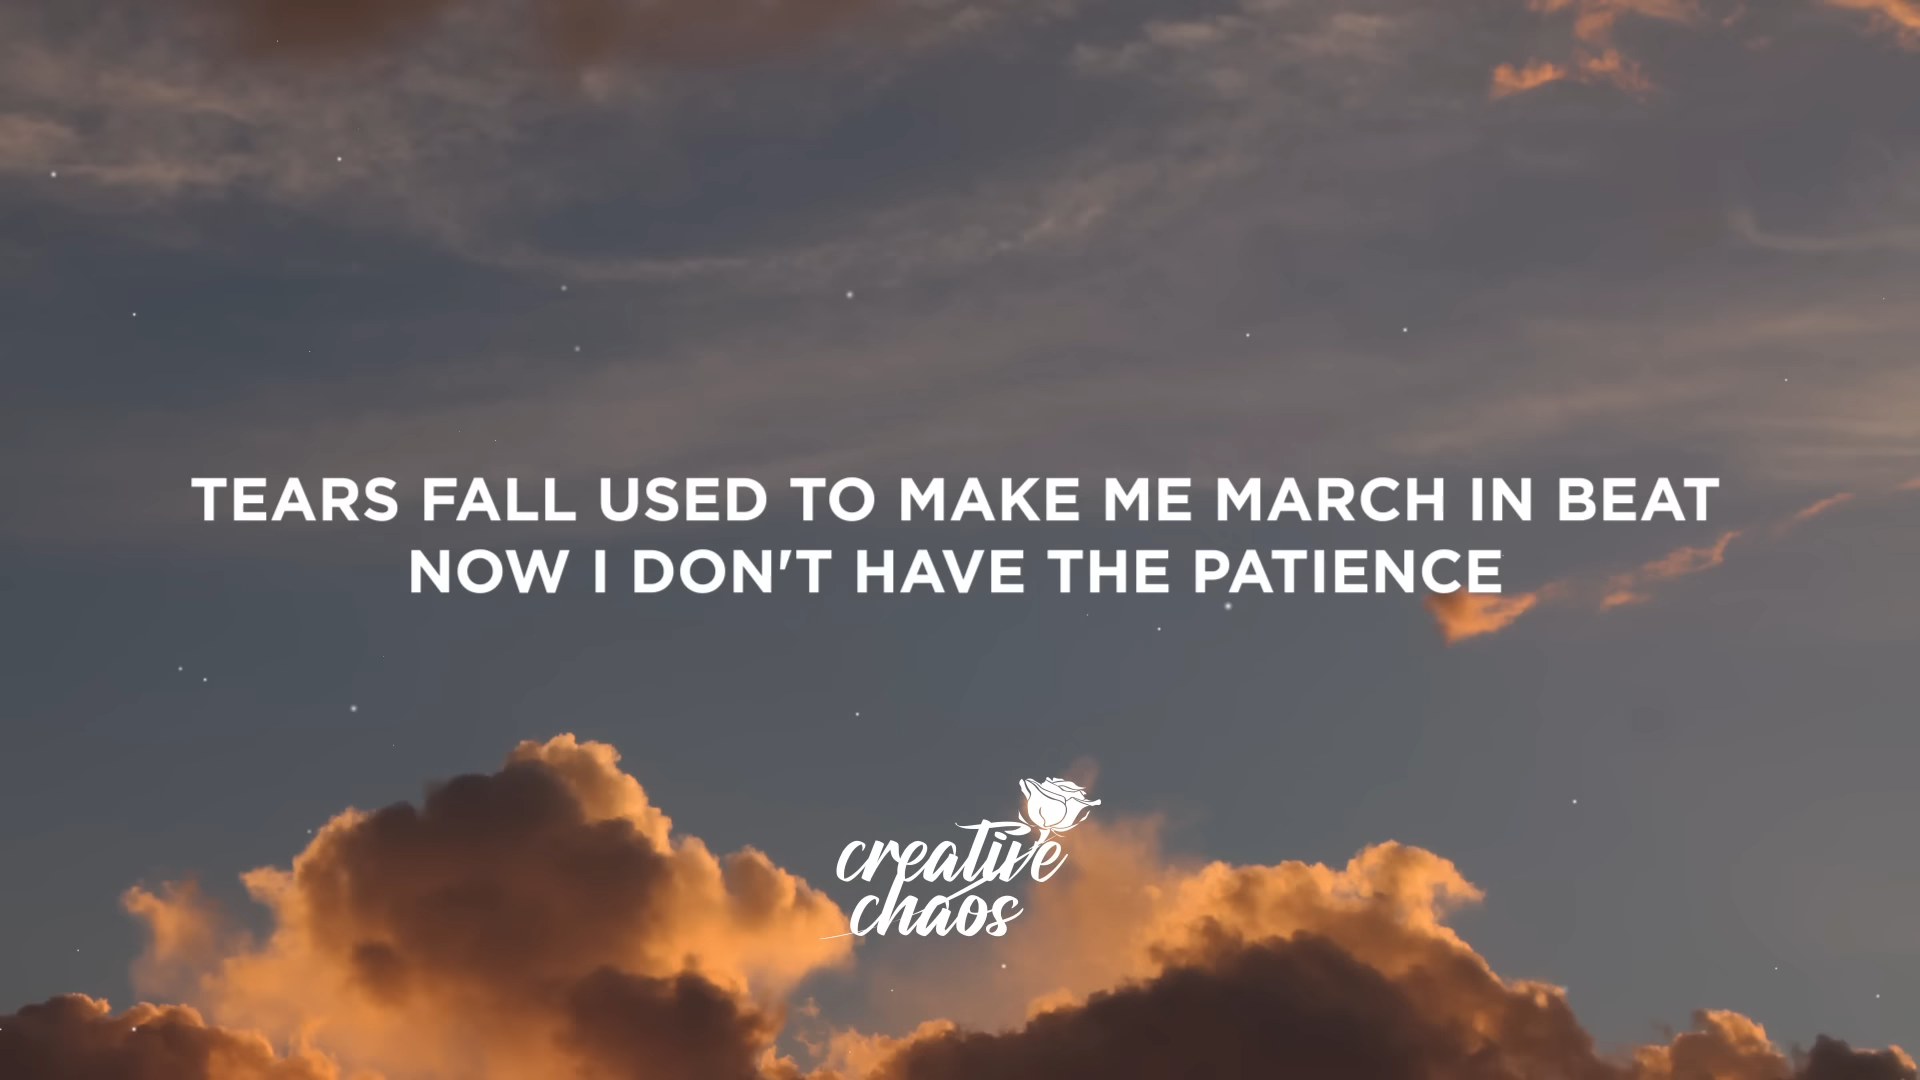 TEARS FALL USED TO MAKE ME MARCH IN BEAT
NOW I DON'T HAVE THE PATIENCE
creative
chaos